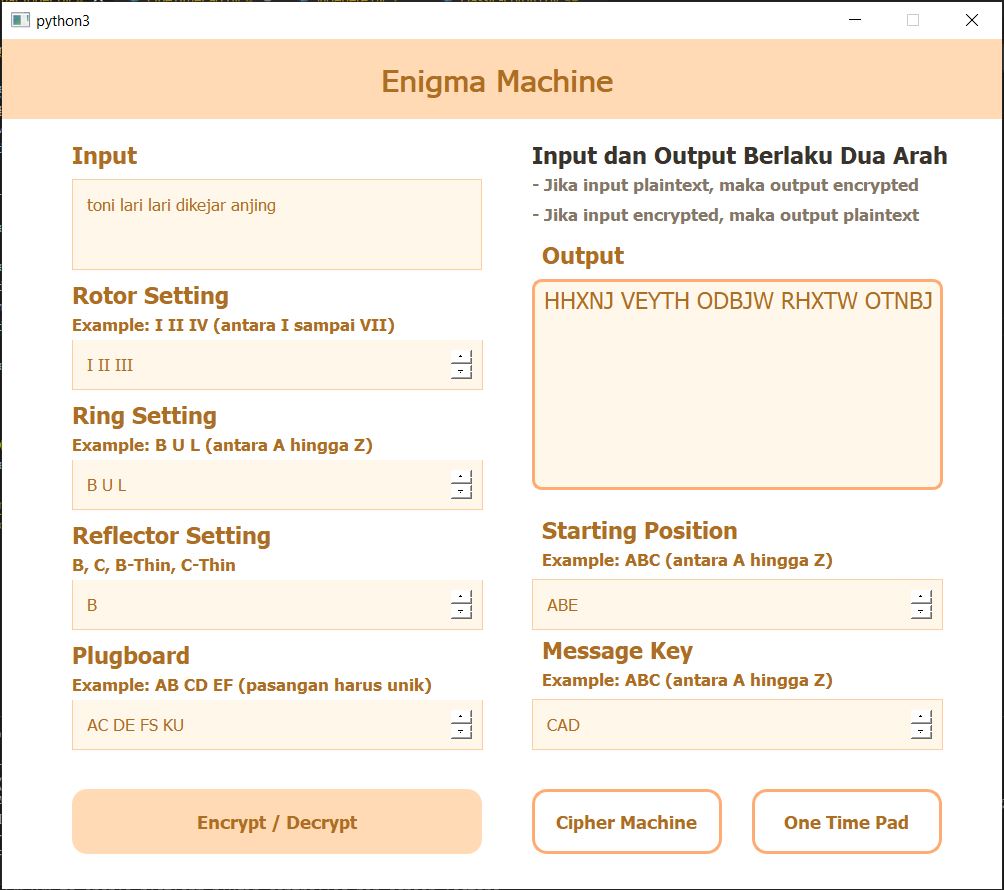 python3
Enigma Machine
Input
toni lari lari dikejar anjing
Rotor Setting
Example: I II IV (antara I sampai VII)
I II III
Ring Setting
Example: B U L (antara A hingga Z)
B U L
Reflector Setting
B, C, B-Thin, C-Thin
B
Plugboard
Example: AB CD EF (pasangan harus unik)
AC DE FS KU
Encrypt / Decrypt
Input dan Output Berlaku Dua Arah
- Jika input plaintext, maka output encrypted
- Jika input encrypted, maka output plaintext
Output
HHXNJ VEYTH ODBJW RHXTW OTNBJ
Starting Position
Example: ABC (antara A hingga Z)
ABE
Message Key
Example: ABC (antara A hingga Z)
CAD
Cipher Machine
One Time Pad